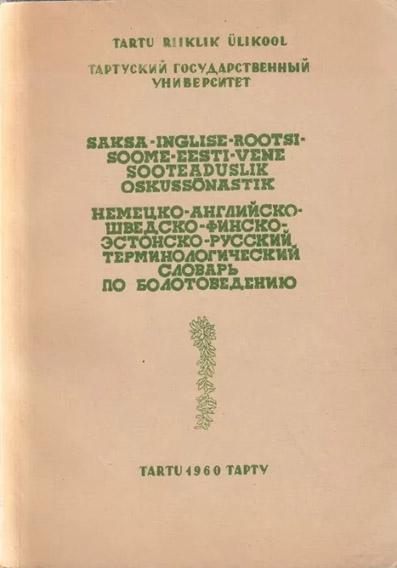 TARTU RIIKLIK ÜLIKOOL
ТАРТУСКИЙ ГОСУДАРСТВЕННЫЙ
УНИВЕРСИТЕТ
SAKSA-INGLISE-ROOTSI-
SOOME-EESTI-VENE
SOOTEADUSLIK
OSKUSSÕNASTIK
НЕМЕЦКО-АНГЛИЙСКО-
ШВЕДСКО-ФИНСКО-
ЭСТОНСКО-РУССКИЙ
ТЕРМИНОЛОГИЧЕСКИЙ
СЛОВАРЬ
ПО БОЛОТОВЕДЕНИЮ
TARTU 1960 ТАРТУ